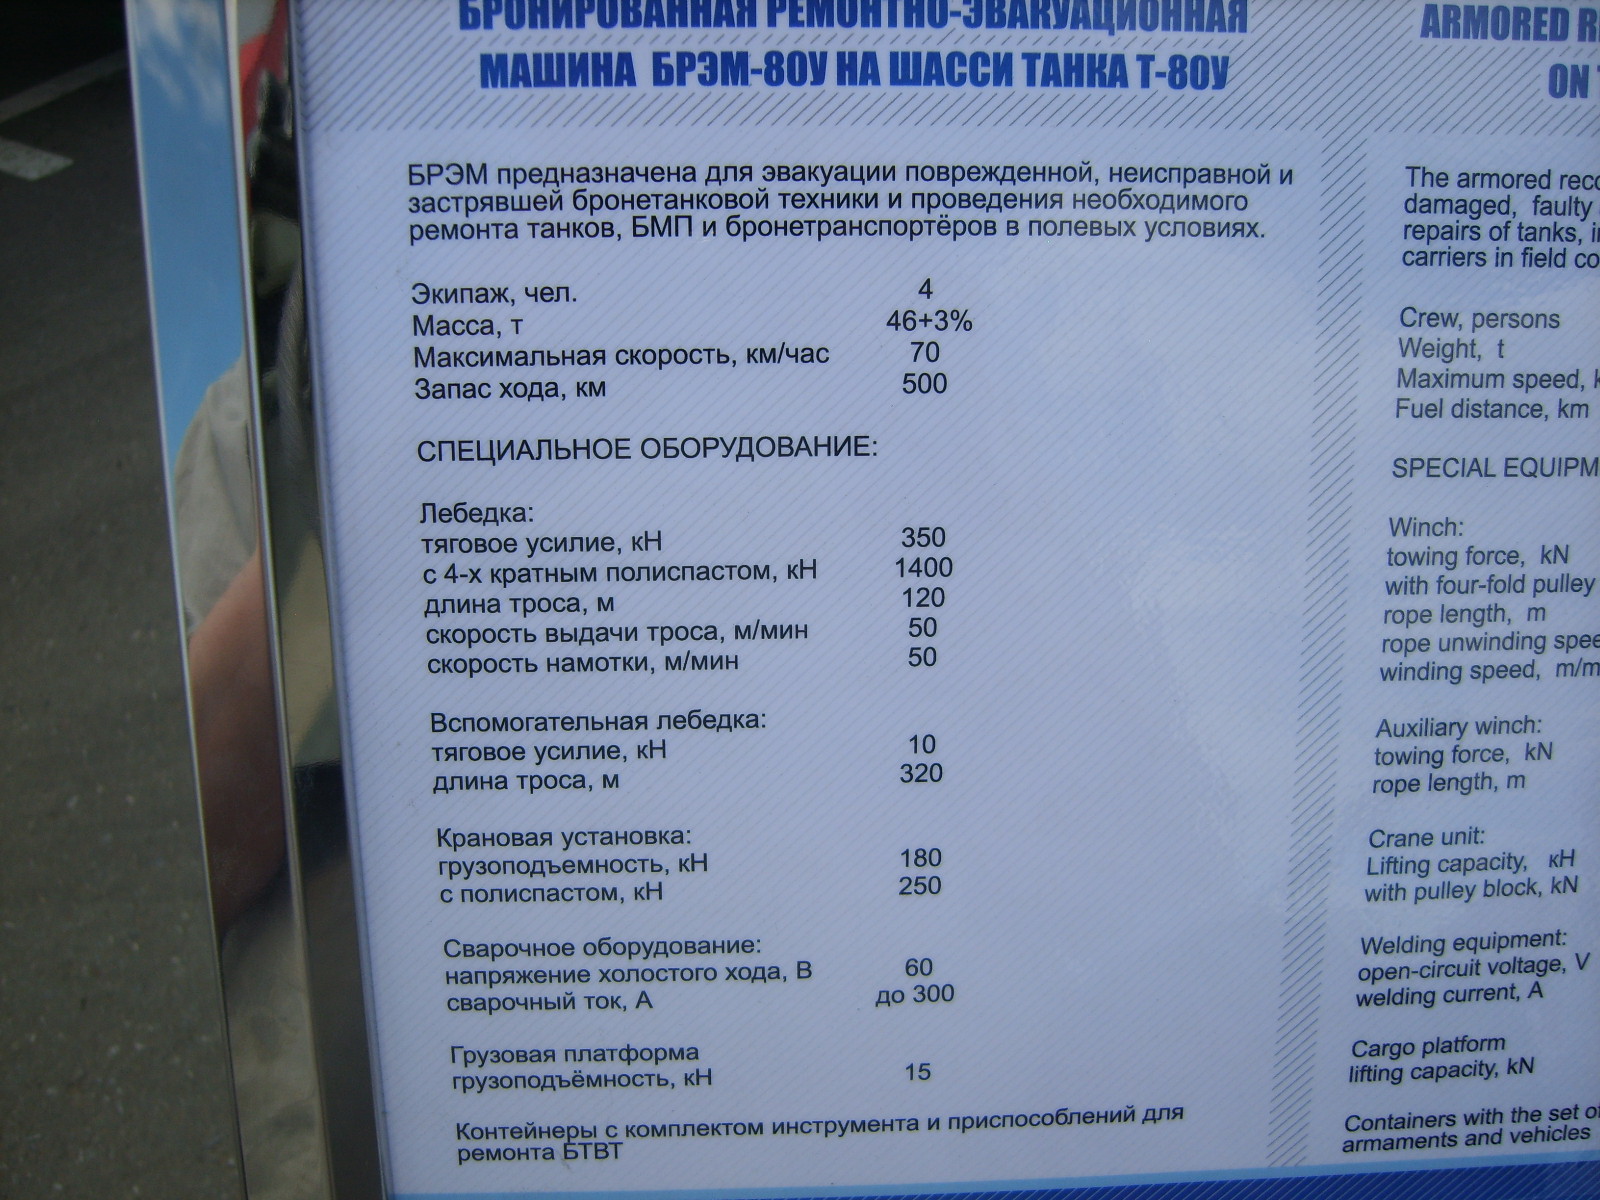 БРОНИРОВАННАЯ РЕМОНТНО-ЭВАКУАЦИОННАЯ
МАШИНА БРЭМ-80У НА ШАССИ ТАНКА Т-80У
БРЭМ предназначена для эвакуации поврежденной, неисправной и
застрявшей бронетанковой техники и проведения необходимого
ремонта танков, БМП и бронетранспортёров в полевых условиях.
Экипаж, чел. 4
Масса, т 46+3%
Максимальная скорость, км/час 70
Запас хода, км 500
СПЕЦИАЛЬНОЕ ОБОРУДОВАНИЕ:
Лебедка:
тяговое усилие, кН 350
с 4-х кратным полиспастом, кН 1400
длина троса, м 120
скорость выдачи троса, м/мин 50
скорость намотки, м/мин 50
Вспомогательная лебедка:
тяговое усилие, кН 10
длина троса, м 320
Крановая установка:
грузоподъемность, кН 180
с полиспастом, кН 250
Сварочное оборудование:
напряжение холостого хода, В 60
сварочный ток, А до 300
Грузовая платформа
грузоподъёмность, кН 15
Контейнеры с комплектом инструмента и приспособлений для
ремонта БТВТ
ARMORED
ON
The armored
damaged, faulty
repairs of tanks,
carriers in field
Crew, persons
Weight, t
Maximum speed,
Fuel distance, km
SPECIAL
Winch:
towing force, kN
with four-fold pulley
rope length, m
rope unwinding
winding speed,
Auxiliary winch:
towing force, kN
rope length, m
Crane unit:
Lifting capacity, кН
with pulley block, kN
Welding equipment:
open-circuit voltage, V
welding current, A
Cargo platform
lifting capacity, kN
Containers with the set of
armaments and vehicles